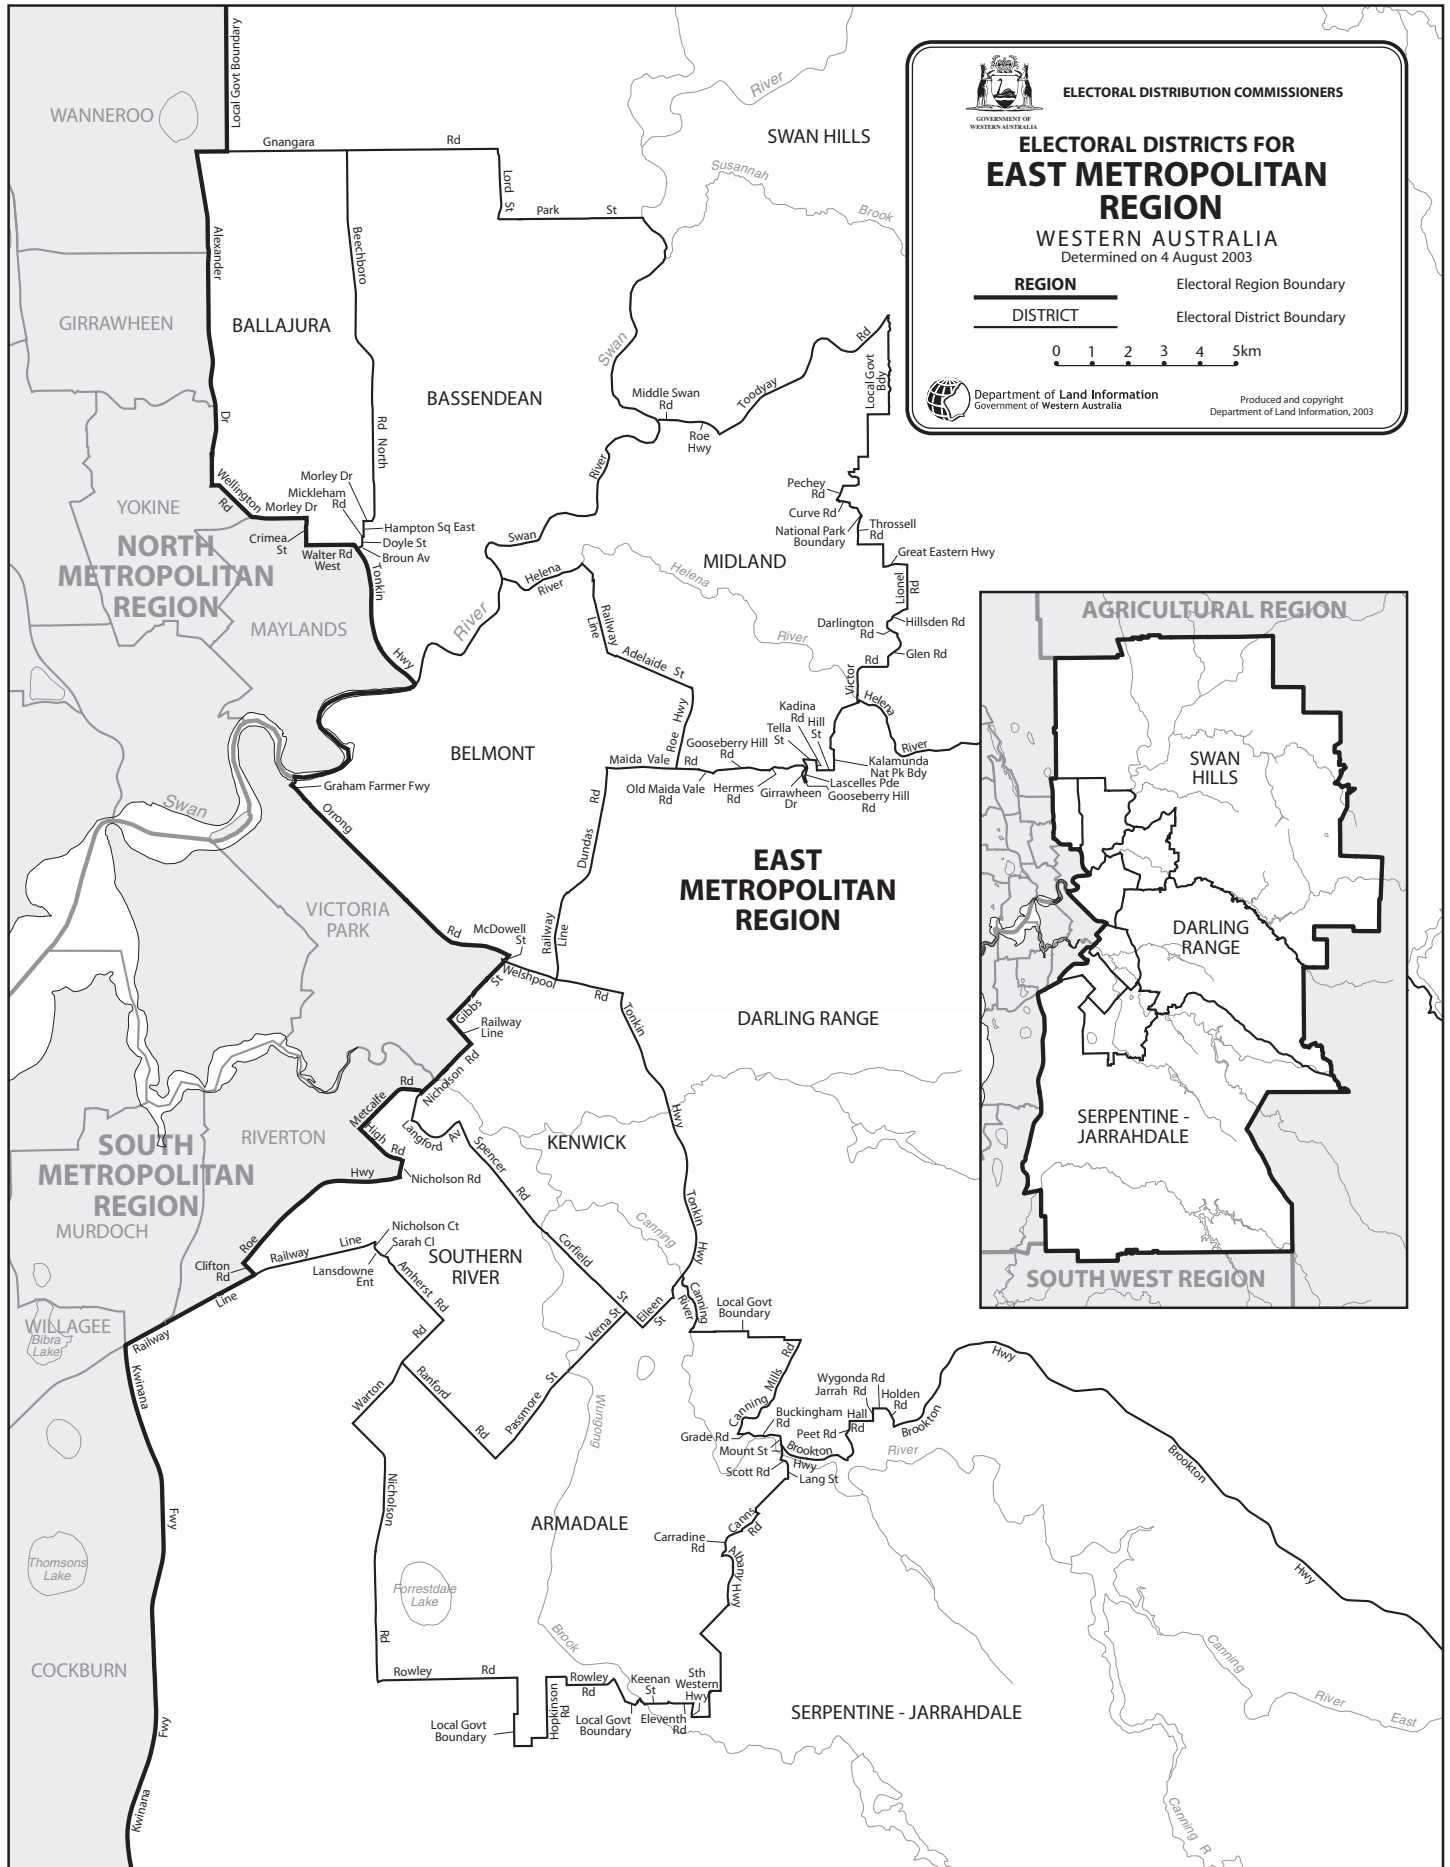 Local Govt Boundary
WANNEROO
River
SWAN HILLS
Gnangara
Rd
Susannah
Brook
Lord
St
Park
St
Alexander
Beechboro
GIRRAWHEEN
BALLAJURA
Swan
Rd
Toodyay
Local Govt
Bdy
BASSENDEAN
Middle Swan
Rd
Roe
Hwy
Dr
Rd North
Wellington
Rd
Morley Dr
Mickleham
Rd
Morley Dr
River
Pechey
Rd
Curve Rd
National Park
Boundary
Throssell
Rd
YOKINE
Hampton Sq East
Crimea
St
Doyle St
Walter Rd
West
Broun Av
Swan
Great Eastern Hwy
NORTH
METROPOLITAN
REGION
MIDLAND
Helena
River
Helena
Tonkin
Lionel
Rd
MAYLANDS
River
Railway
Line
River
Darlington
Rd
Hillsden Rd
Hwy
Adelaide St
Rd
Glen Rd
Victor
Helena
Roe Hwy
Kadina
Rd
Hill
St
Tella
St
BELMONT
Gooseberry Hill
Rd
River
Maida Vale Rd
Kalamunda
Nat Pk Bdy
Graham Farmer Fwy
Old Maida Vale
Rd
Hermes
Rd
Girrawheen
Dr
Lascelles Pde
Gooseberry Hill
Rd
Swan
Orrong
Dundas
Rd
EAST
METROPOLITAN
REGION
VICTORIA
PARK
Rd
McDowell
St
Railway
Line
Welshpool
Rd
Gibbs
St
Tonkin
DARLING RANGE
Railway
Line
Nicholson Rd
Rd
Metcalfe
Hwy
SOUTH
METROPOLITAN
REGION
RIVERTON
High Rd
Langford Av
Spencer
Rd
KENWICK
Hwy
Nicholson Rd
Tonkin
Hwy
MURDOCH
Canning
Nicholson Ct
Sarah Cl
SOUTHERN
RIVER
Corfield
St
Roe
Railway
Line
Lansdowne
Ent
Clifton
Rd
Amherst
Rd
Line
Verna St
Eileen
St
Canning
River
Local Govt
Boundary
WILLAGEE
Bibra
Lake
Railway
Rd
Kwinana
Warton
Ranford
Rd
Passmore
St
Wungong
Canning
Mills
Rd
Hwy
Wygonda Rd
Jarrah Rd
Holden
Rd
Buckingham
Rd
Hall
Rd
Grade Rd
Peet Rd
Brookton
Mount St
Brookton
Hwy
River
Scott Rd
Lang St
Brookton
Nicholson
Fwy
ARMADALE
Canns
Rd
Carradine
Rd
Albany Hwy
Thomsons
Lake
Forrestdale
Lake
Hwy
Rd
Brook
COCKBURN
Canning
Rowley
Rd
Rowley
Rd
Keenan
St
Sth
Western
Hwy
River
East
Hopkinson
Rd
Local Govt
Boundary
Local Govt
Boundary
Eleventh
Rd
SERPENTINE - JARRAHDALE
Fwy
Kwinana
Canning R
GOVERNMENT OF
WESTERN AUSTRALIA
ELECTORAL DISTRIBUTION COMMISSIONERS
ELECTORAL DISTRICTS FOR
EAST METROPOLITAN
REGION
WESTERN AUSTRALIA
Determined on 4 August 2003
REGION
Electoral Region Boundary
DISTRICT
Electoral District Boundary
0 1 2 3 4 5km
Department of Land Information
Government of Western Australia
Produced and copyright
Department of Land Information, 2003
AGRICULTURAL REGION
SWAN
HILLS
DARLING
RANGE
SERPENTINE -
JARRAHDALE
SOUTH WEST REGION